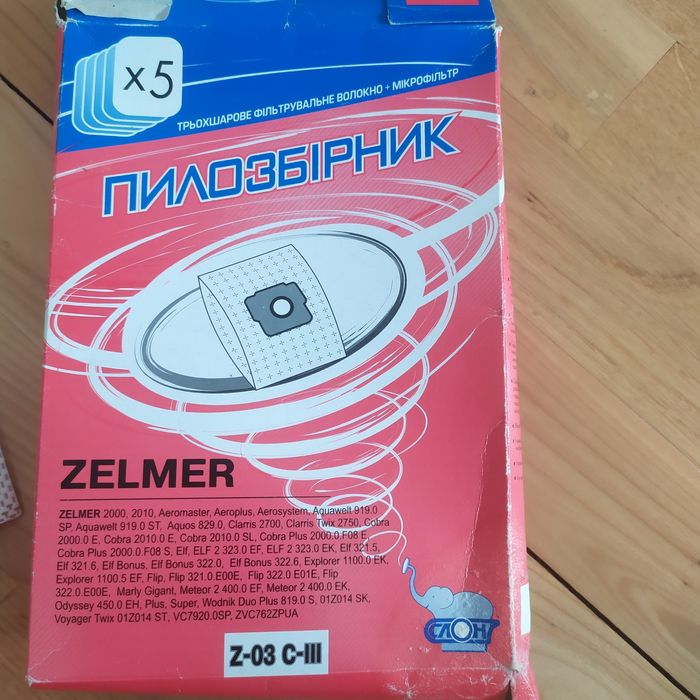 x5
ТРЬОХШАРОВЕ ФІЛЬТРУВАЛЬНЕ ВОЛОКНО + МІКРОФІЛЬТР
ПИЛОЗБІРНИК
ZELMER
ZELMER 2000, 2010, Aeromaster, Aeroplus, Aerosystem, Aquawelt 919.0
SP, Aquawelt 919.0 ST, Aquos 829.0, Clarris 2700, Clarris Twix 2750, Cobra
2000.0 E, Cobra 2010.0 E, Cobra 2010.0 SL, Cobra Plus 2000.0.F08 E,
Cobra Plus 2000.0.F08 S, Elf, ELF 2 323.0 EF, ELF 2 323.0 EK, Elf 321.5,
Elf 321.6, Elf Bonus, Elf Bonus 322.0, Elf Bonus 322.6, Explorer 1100.0 EK,
Explorer 1100.5 EF, Flip, Flip 321.0.E00E, Flip 322.0 E01E, Flip
322.0.E00E, Marly Gigant, Meteor 2 400.0 EF, Meteor 2 400.0 EK,
Odyssey 450.0 EH, Plus, Super, Wodnik Duo Plus 819.0 S, 01Z014 SK,
Voyager Twix 01Z014 ST, VC7920.0SP, ZVC762ZPUA
СЛОН
Z-03 C-III